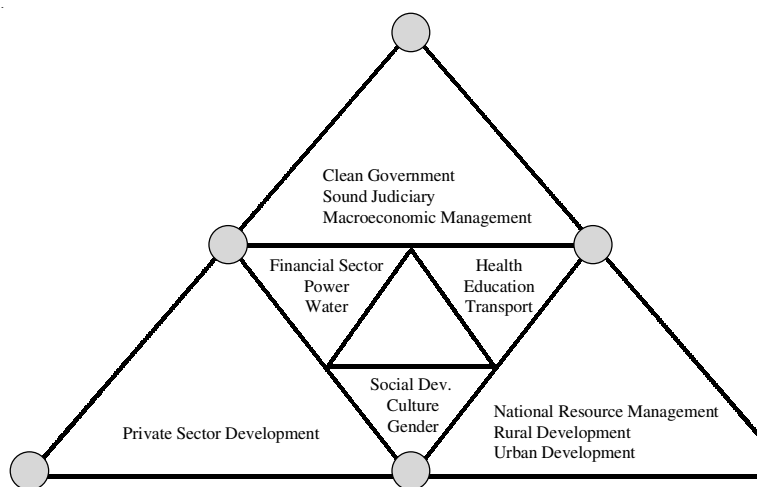 Clean Government
Sound Judiciary
Macroeconomic Management
Financial Sector
Power
Water
Health
Education
Transport
Social Dev.
Culture
Gender
Private Sector Development
National Resource Management
Rural Development
Urban Development